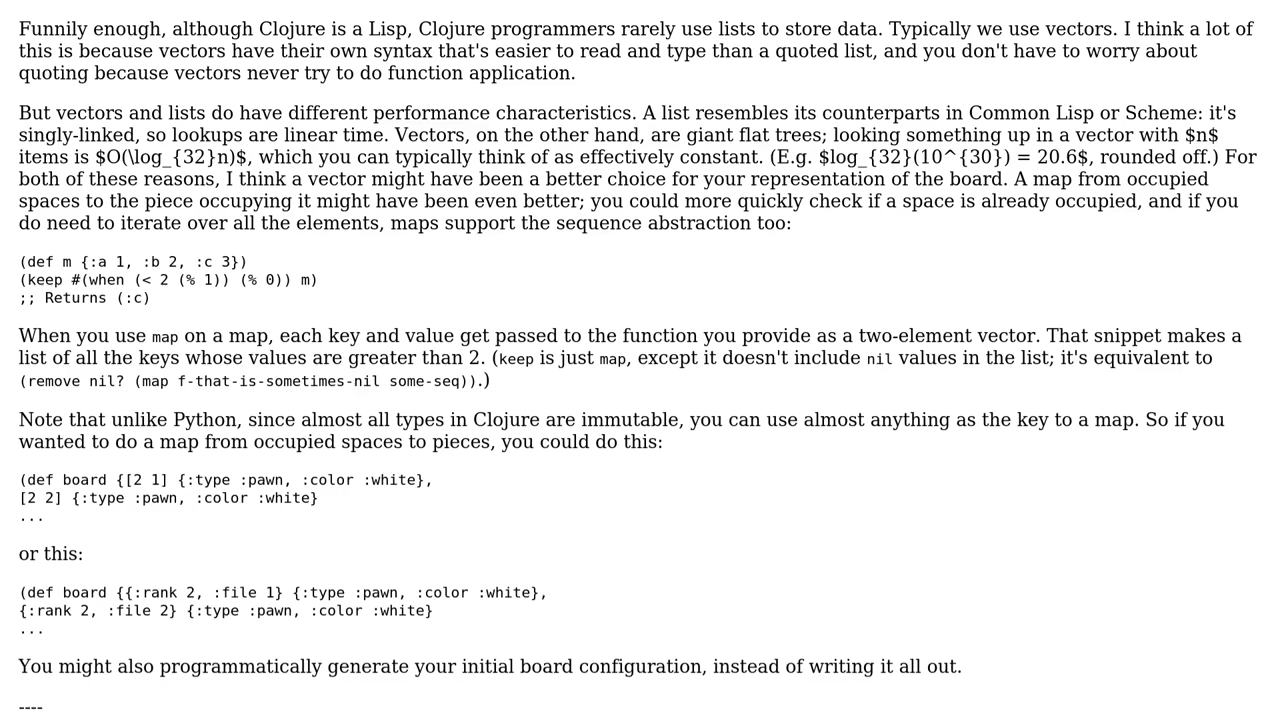 Funnily enough, although Clojure is a Lisp, Clojure programmers rarely use lists to store data. Typically we use vectors. I think a lot of
this is because vectors have their own syntax that's easier to read and type than a quoted list, and you don't have to worry about
quoting because vectors never try to do function application.
But vectors and lists do have different performance characteristics. A list resembles its counterparts in Common Lisp or Scheme: it's
singly-linked, so lookups are linear time. Vectors, on the other hand, are giant flat trees; looking something up in a vector with $n$
items is $O(\log_{32}n)$, which you can typically think of as effectively constant. (E.g. $log_{32}(10^{30}) = 20.6$, rounded off.) For
both of these reasons, I think a vector might have been a better choice for your representation of the board. A map from occupied
spaces to the piece occupying it might have been even better; you could more quickly check if a space is already occupied, and if you
do need to iterate over all the elements, maps support the sequence abstraction too:
(def m {:a 1, :b 2, :c 3})
(keep #(when (< 2 (% 1)) (% 0)) m)
;; Returns (:c)
When you use map on a map, each key and value get passed to the function you provide as a two-element vector. That snippet makes a
list of all the keys whose values are greater than 2. (keep is just map, except it doesn't include nil values in the list; it's equivalent to
(remove nil? (map f-that-is-sometimes-nil some-seq)).)
Note that unlike Python, since almost all types in Clojure are immutable, you can use almost anything as the key to a map. So if you
wanted to do a map from occupied spaces to pieces, you could do this:
(def board {[2 1] {:type :pawn, :color :white},
[2 2] {:type :pawn, :color :white}
...
or this:
(def board {{:rank 2, :file 1} {:type :pawn, :color :white},
{:rank 2, :file 2} {:type :pawn, :color :white}
...
You might also programmatically generate your initial board configuration, instead of writing it all out.
----